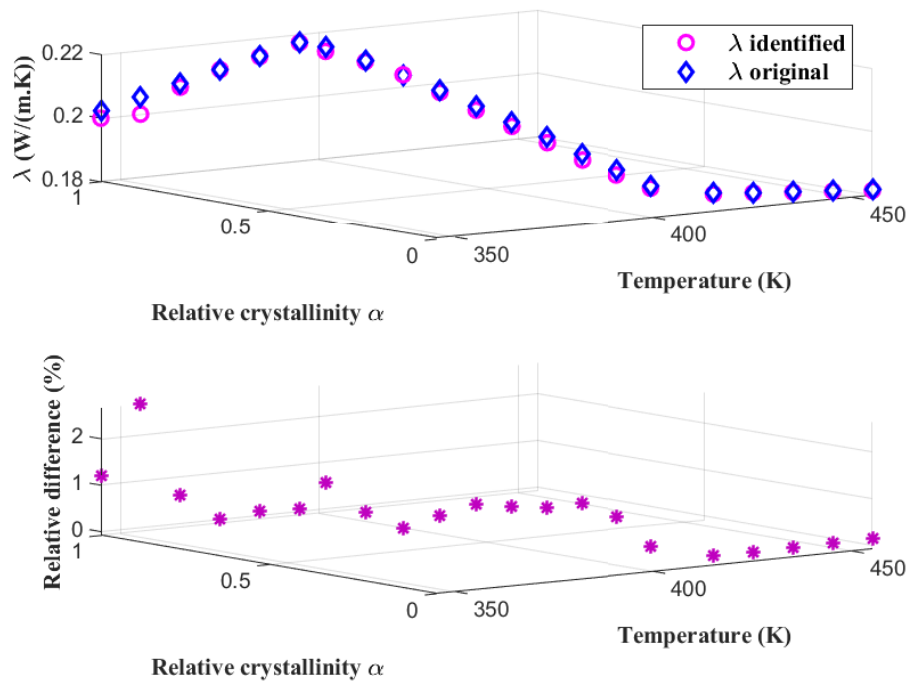 0.22
0.2
0.18
λ (W/(m.K))
λ identified
λ original
1
0.5
0
350
400
450
Temperature (K)
Relative crystallinity α
Relative difference (%)
2
1
0
1
0.5
0
350
400
450
Temperature (K)
Relative crystallinity α